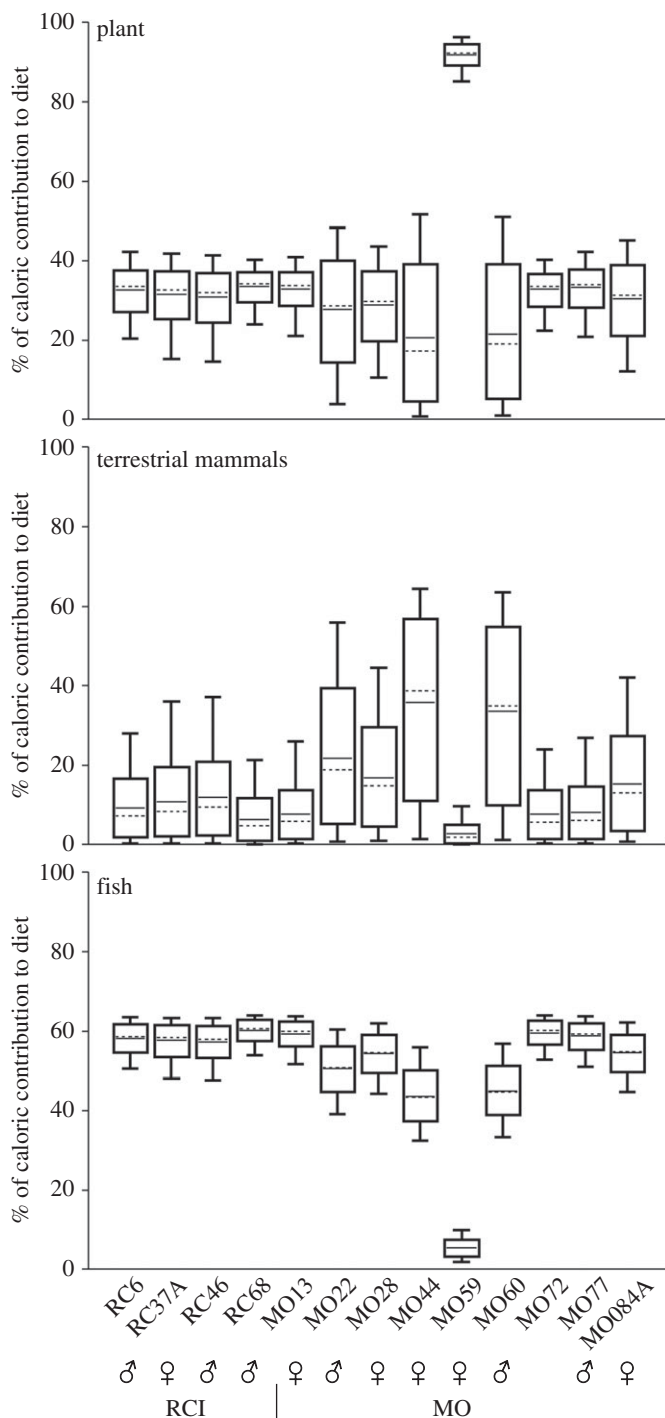 100
plant
80
60
40
20
0
% of caloric contribution to diet
100
terrestrial mammals
80
60
40
20
0
% of caloric contribution to diet
100
fish
80
60
40
20
0
% of caloric contribution to diet
RC6 RC37A RC46 RC68 MO13 MO22 MO28 MO44 MO59 MO60 MO72 MO77 MO084A
♂ ♀ ♂ ♂ ♀ ♂ ♀ ♀ ♀ ♂ ♂ ♀
RCI MO